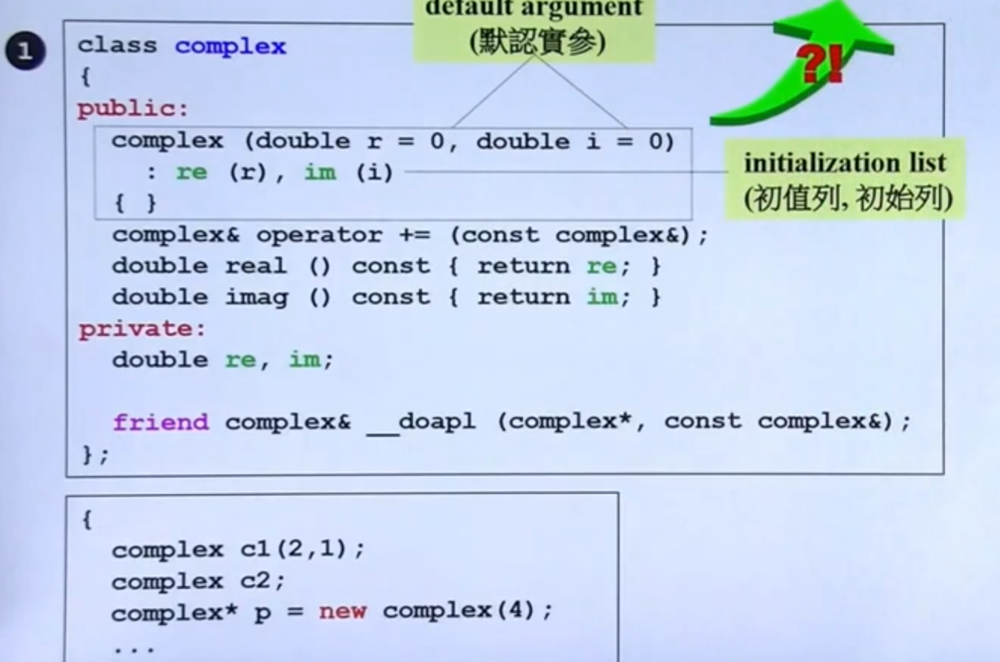 default argument
(默認實參)
1
class complex
{
public:
complex (double r = 0, double i = 0)
: re (r), im (i)
{ }
?!
initialization list
(初值列, 初始列)
complex& operator += (const complex&);
double real () const { return re; }
double imag () const { return im; }
private:
double re, im;
friend complex& __doapl (complex*, const complex&);
};
{
complex c1(2,1);
complex c2;
complex* p = new complex(4);
...